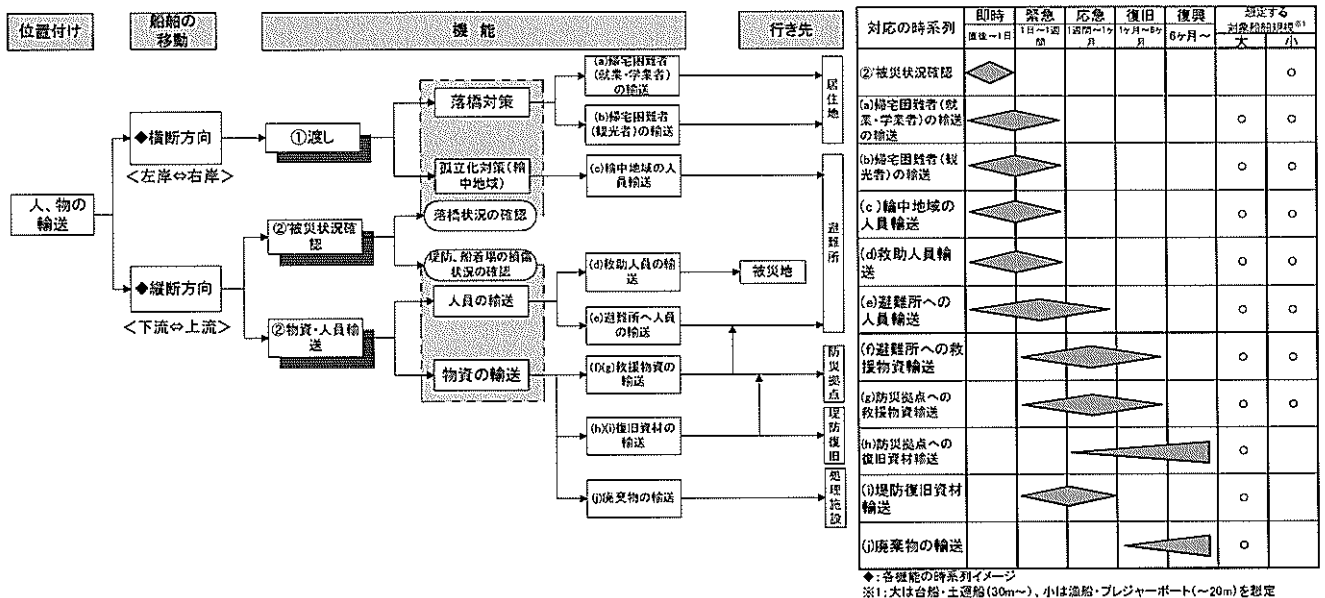 位置付け
船舶の
移動
機 能
行き先
人、物の
輸送
◆横断方向
<左岸⇔右岸>
◆縦断方向
<下流⇔上流>
①渡し
②'被災状況確
認
②物資・人員輸
送
落橋対策
孤立化対策(輪
中地域)
落橋状況の確認
堤防、船着場の損傷
状況の確認
人員の輸送
物資の輸送
(a)帰宅困難者
(就業・学業者)
の輸送
(b)帰宅困難者
(観光者)の輸送
(c)輪中地域の人
員輸送
(d)救助人員の輸
送
(e)避難所へ人員
の輸送
(f)(g)救援物資の
輸送
(h)(i)復旧資材の
輸送
(j)廃棄物の輸送
居住地
避難所
被災地
防災拠点
堤防復旧
処理施設
対応の時系列
即時
直後~1日
緊急
1日~1週
間
応急
1週間~1ヶ
月
復旧
1ヶ月~6ヶ
月
復興
6ヶ月~
想定する
対象船舶規模※1
大
小
②'被災状況確認
○
(a)帰宅困難者(就
業・学業者)の輸送
の輸送
○ ○
(b)帰宅困難者(観
光者)の輸送
○ ○
(c)輪中地域の
人員輸送
○ ○
(d)救助人員輸
送
○ ○
(e)避難所への
人員輸送
○ ○
(f)避難所への救
援物資輸送
○ ○
(g)防災拠点への
救援物資輸送
○ ○
(h)防災拠点への
復旧資材輸送
○
(i)堤防復旧資材
輸送
○
(j)廃棄物の輸送
○
◆:各機能の時系列イメージ
※1:大は台船・土運船(30m~)、小は漁船・プレジャーボート(~20m)を想定